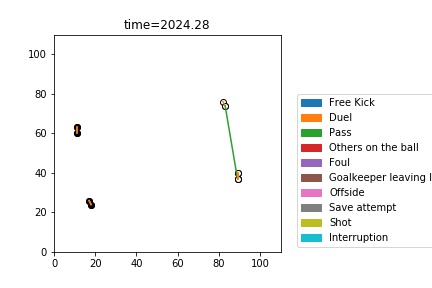 time=2024.28
100
80
60
40
20
0
0 20 40 60 80 100
Free Kick
Duel
Pass
Others on the ball
Foul
Goalkeeper leaving l
Offside
Save attempt
Shot
Interruption